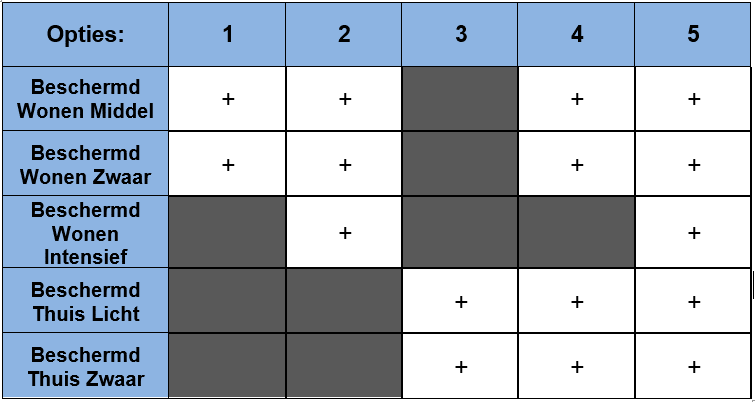 Opties: 1 2 3 4 5
Beschermd
Wonen Middel + + + +
Beschermd
Wonen Zwaar + + + +
Beschermd
Wonen
Intensief + +
Beschermd
Thuis Licht + + +
Beschermd
Thuis Zwaar + + +